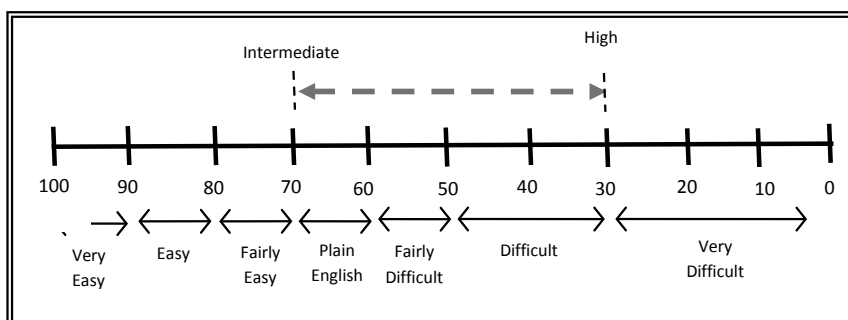 High
Intermediate
100 90 80 70 60 50 40 30 20 10 0
Very Easy
Easy
Fairly Easy
Plain English
Fairly Difficult
Difficult
Very Difficult